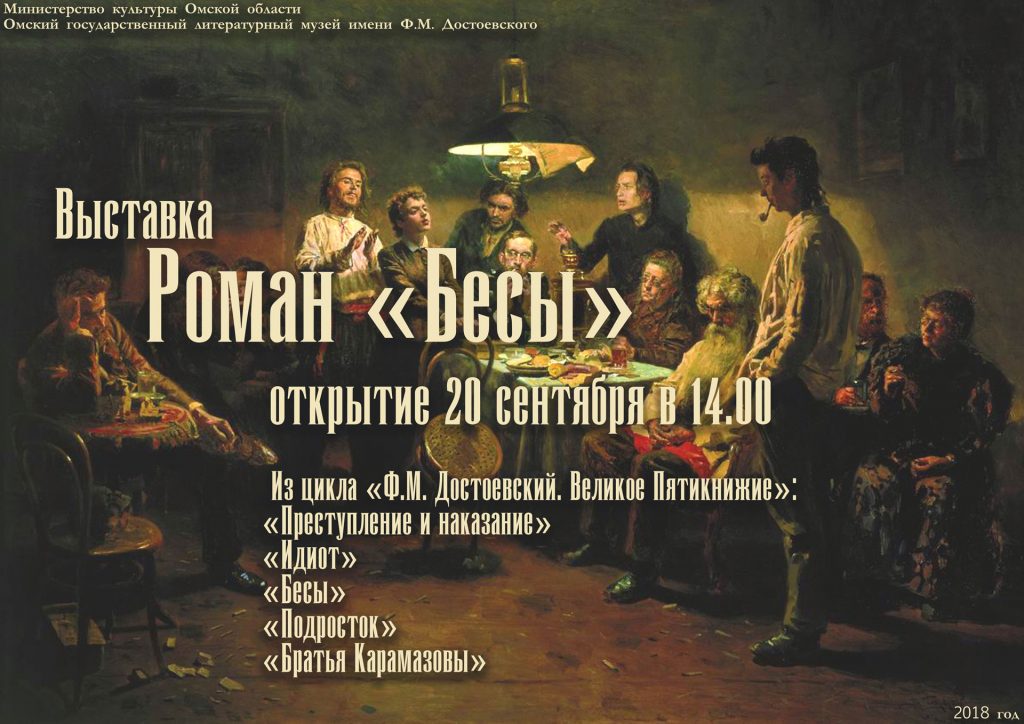 Министерство культуры Омской области
Омский государственный литературный музей имени Ф.М. Достоевского
Выставка
Роман «Бесы»
открытие 20 сентября в 14.00
Из цикла «Ф.М. Достоевский. Великое Пятикнижие»:
«Преступление и наказание»
«Идиот»
«Бесы»
«Подросток»
«Братья Карамазовы»
2018 год